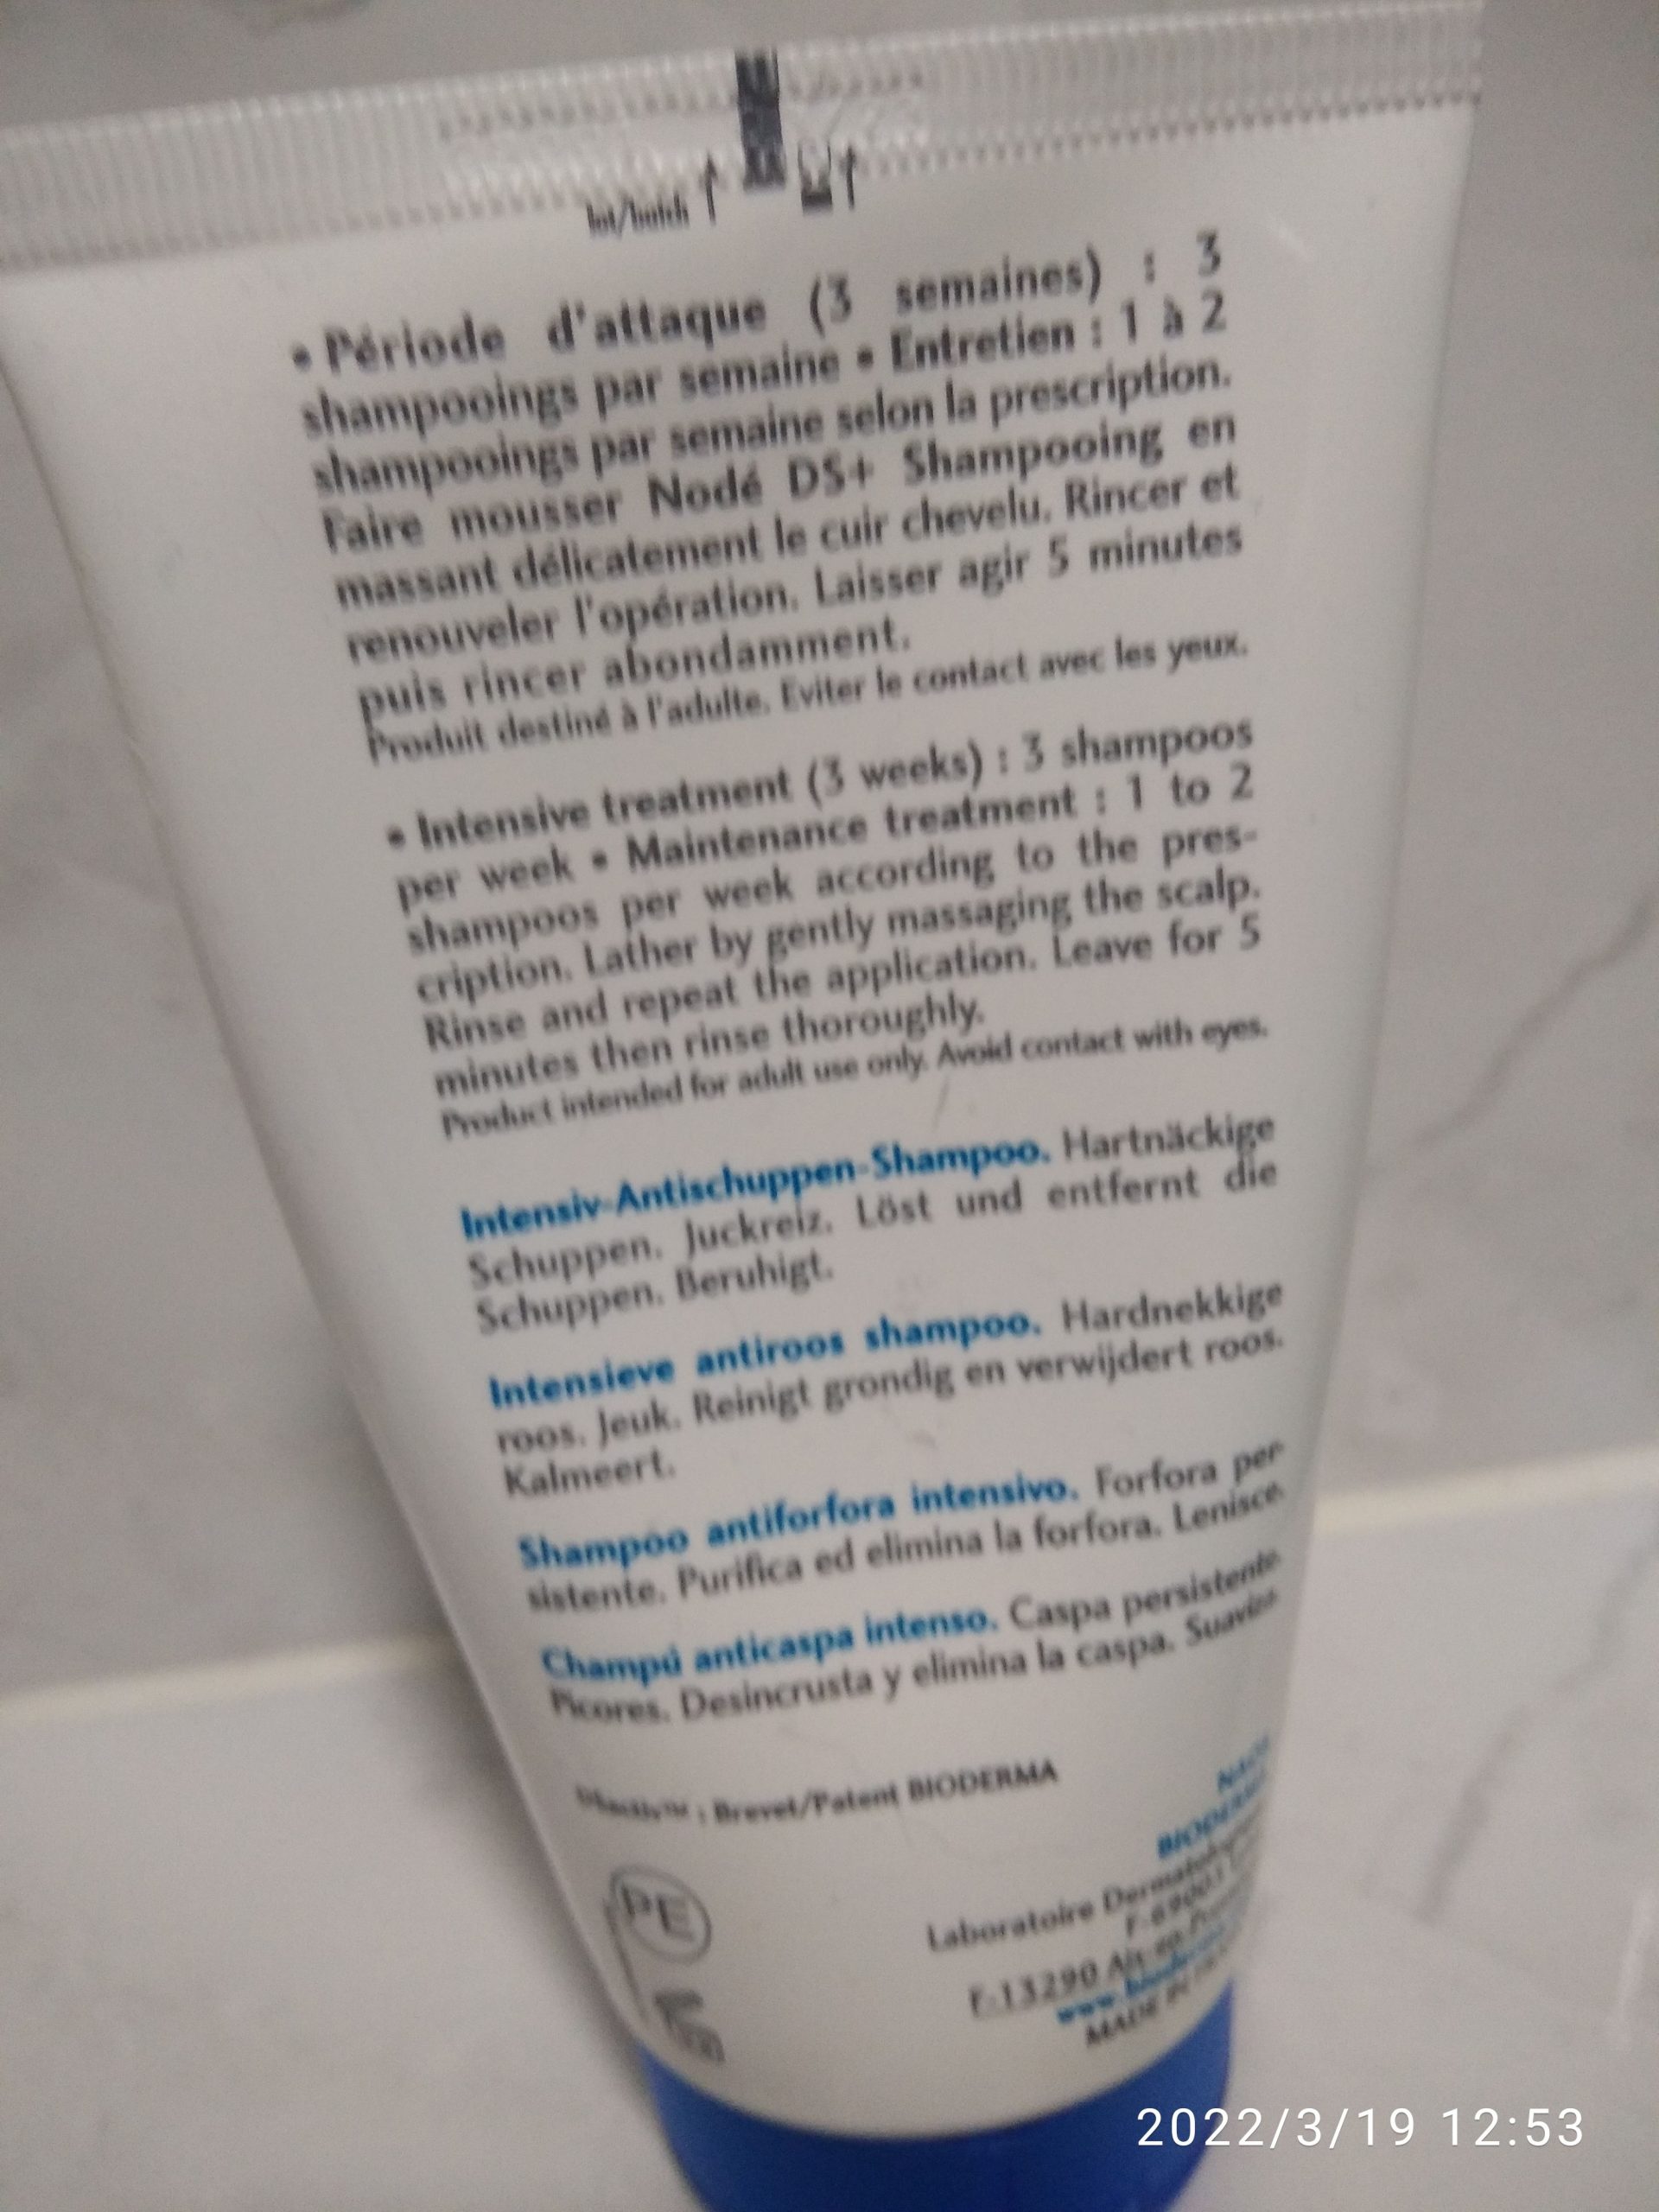 lot/batch
• Période d'attaque (3 semaines) : 3
shampooings par semaine • Entretien : 1 à 2
shampooings par semaine selon la prescription.
Faire mousser Nodé DS+ Shampooing en
massant délicatement le cuir chevelu. Rincer et
renouveler l'opération. Laisser agir 5 minutes
puis rincer abondamment.
Produit destiné à l'adulte. Eviter le contact avec les yeux.
• Intensive treatment (3 weeks) : 3 shampoos
per week • Maintenance treatment : 1 to 2
shampoos per week according to the pres-
cription. Lather by gently massaging the scalp.
Rinse and repeat the application. Leave for 5
minutes then rinse thoroughly.
Product intended for adult use only. Avoid contact with eyes.
Intensiv-Antischuppen-Shampoo. Hartnäckige
Schuppen. Juckreiz. Löst und entfernt die
Schuppen. Beruhigt.
Intensieve antiroos shampoo. Hardnekkige
roos. Jeuk. Reinigt grondig en verwijdert roos.
Kalmeert.
Shampoo antiforfora intensivo. Forfora per
sistente. Purifica ed elimina la forfora. Lenisce
Champú anticaspa intenso. Caspa persistente
Picores. Desincrusta y elimina la caspa.
: Brevet/Patent BIODERMA
BIODERMA
Laboratoire
F-13290
MADE
PE
2022/3/19 12:53